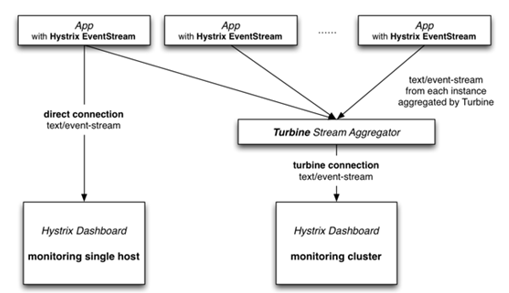 App
with Hystrix EventStream
App
with Hystrix EventStream
......
App
with Hystrix EventStream
text/event-stream
from each instance
aggregated by Turbine
direct connection
text/event-stream
Turbine Stream Aggregator
turbine connection
text/event-stream
Hystrix Dashboard
monitoring single host
Hystrix Dashboard
monitoring cluster